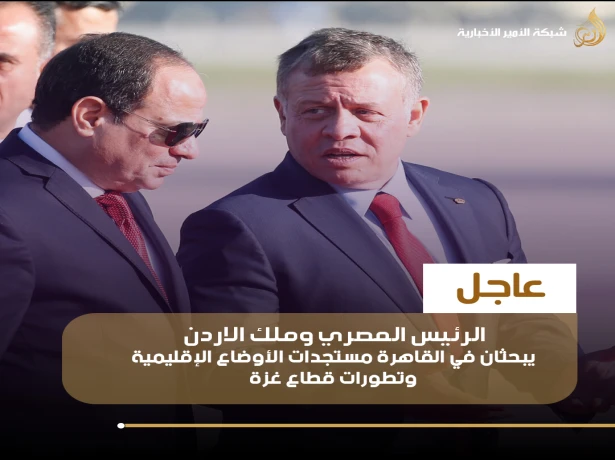 شبكة الأمير الاخبارية
عاجل
الرئيس المصري وملك الاردن
يبحثان في القاهرة مستجدات الأوضاع الإقليمية
وتطورات قطاع غزة